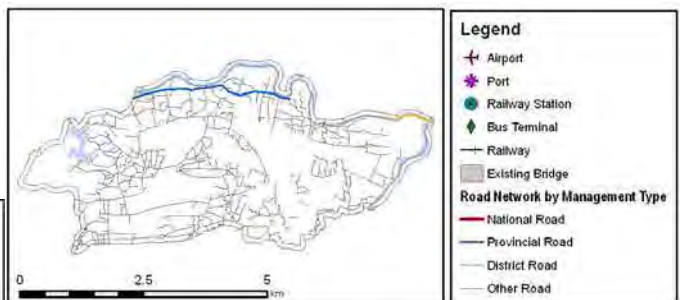 Legend
Airport
Port
Railway Station
Bus Terminal
Railway
Existing Bridge
Road Network by Management Type
National Road
Provincial Road
District Road
Other Road
0 2.5 5
km